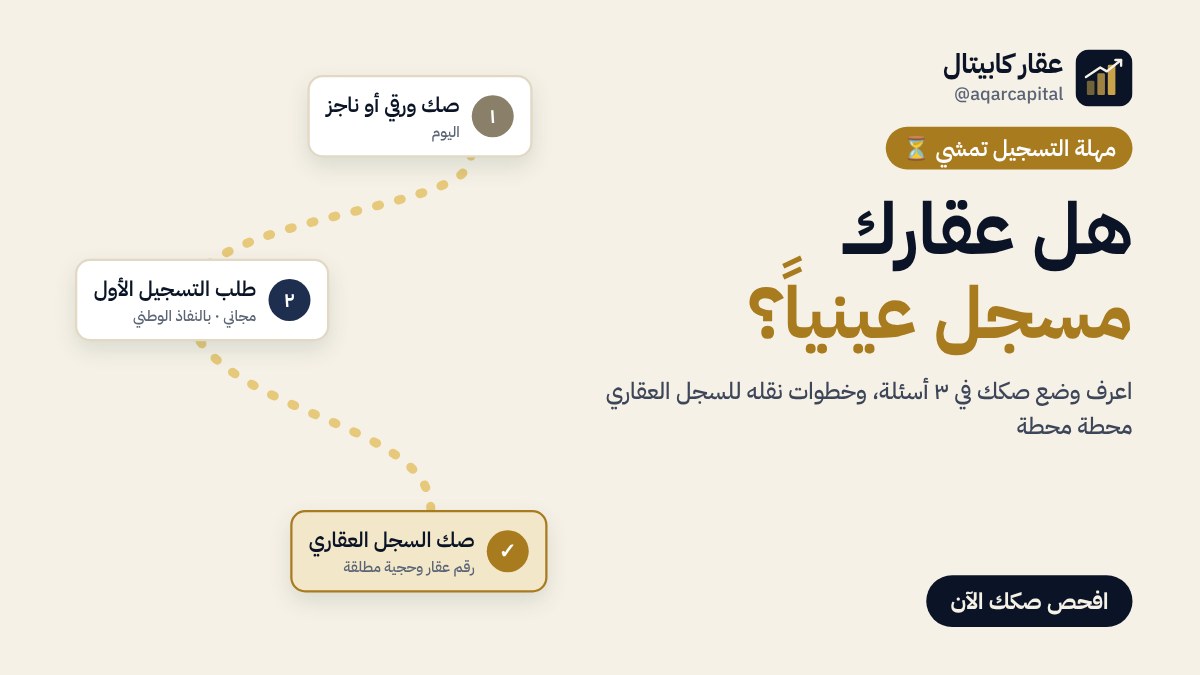 عقار كابيتال
@aqarcapital
مهلة التسجيل تمشي ⏳
هل عقارك
مسجل عينياً؟
اعرف وضع صكك في ٣ أسئلة، وخطوات نقله للسجل العقاري
محطة محطة
افحص صكك الآن
١
صك ورقي أو ناجز
اليوم
٢
طلب التسجيل الأول
مجاني · بالنفاذ الوطني
✓
صك السجل العقاري
رقم عقار وحجية مطلقة